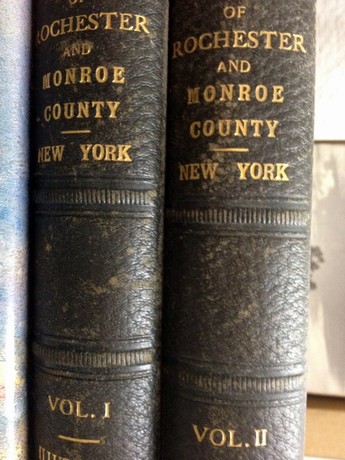 OF
ROCHESTER
AND
MONROE
COUNTY
NEW YORK
VOL. I
OF
ROCHESTER
AND
MONROE
COUNTY
NEW YORK
VOL. II